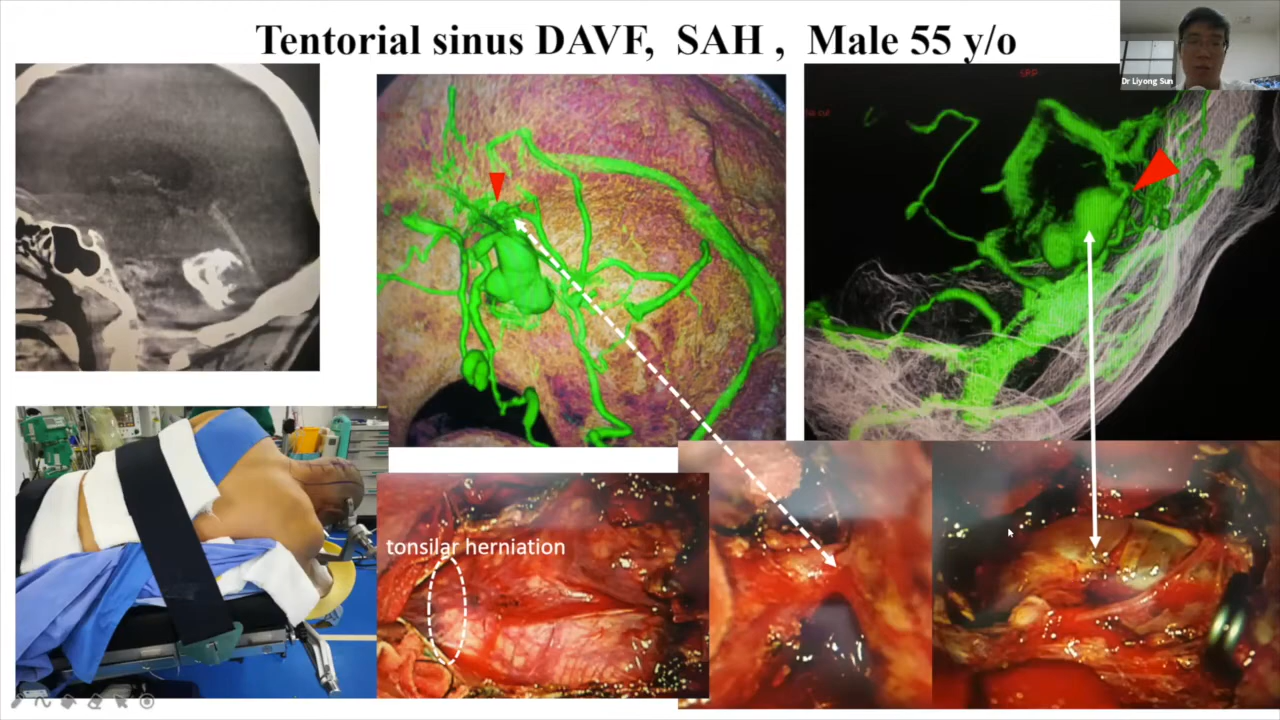 Tentorial sinus DAVF,  SAH ,  Male 55 y/o
Dr Liyong Sun
tonsilar herniation